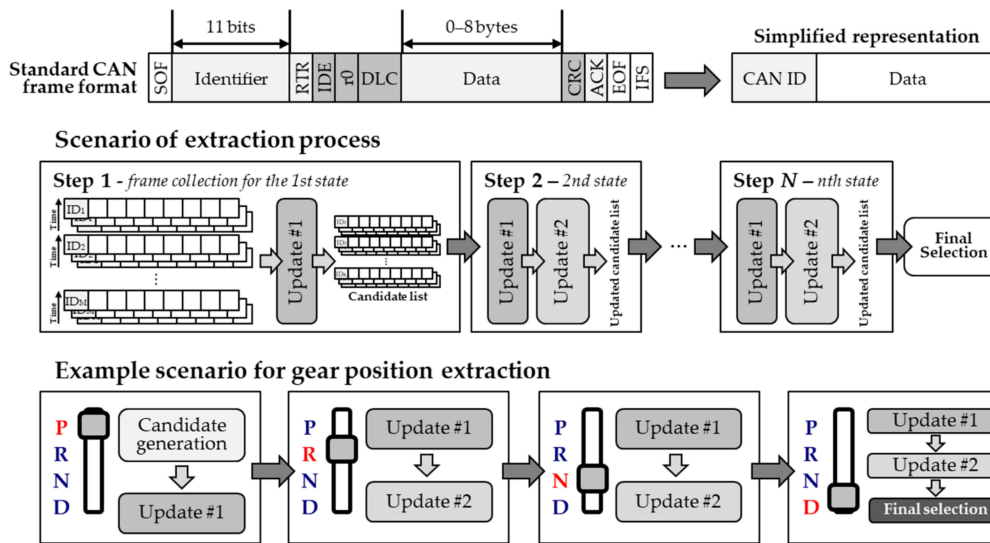 11 bits
0–8 bytes
Simplified representation
Standard CAN
frame format
SOF
Identifier
RTR
IDE
r0
DLC
Data
CRC
ACK
EOF
IFS
CAN ID
Data
Scenario of extraction process
Step 1 - frame collection for the 1st state
Time
ID1
Time
ID2
⋮
Time
IDM
Update #1
Candidate list
Step 2 – 2nd state
Update #1
Update #2
Updated candidate list
...
Step N – nth state
Update #1
Update #2
Updated candidate list
Final
Selection
Example scenario for gear position extraction
P
R
N
D
Candidate
generation
Update #1
P
R
N
D
Update #1
Update #2
P
R
N
D
Update #1
Update #2
P
R
N
D
Update #1
Update #2
Final selection